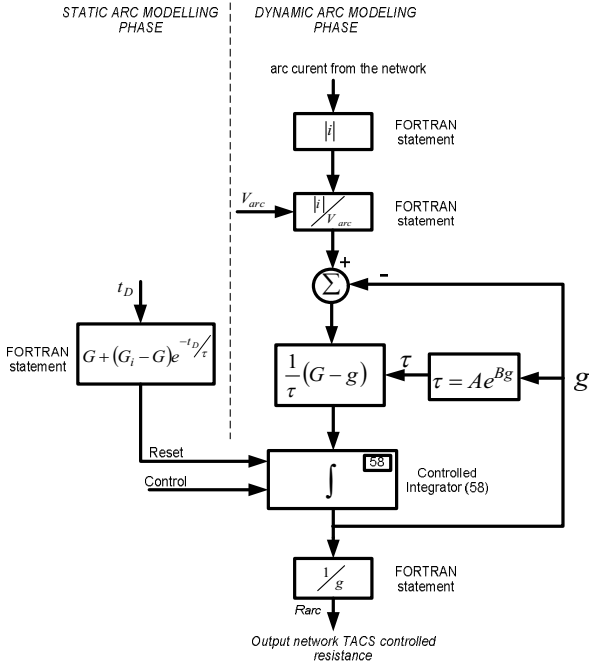 STATIC ARC MODELLING
PHASE
DYNAMIC ARC MODELING
PHASE
arc curent from the network
|i|
FORTRAN
statement
V_arc
|i| / V_arc
FORTRAN
statement
+
-
Σ
t_D
FORTRAN
statement
G + (G_i − G)e^{−t_D/τ}
1/τ (G − g)
τ
τ = Ae^{Bg}
g
Reset
Control
58
∫
Controlled
Integrator (58)
1/g
FORTRAN
statement
Rarc
Output network TACS controlled
resistance